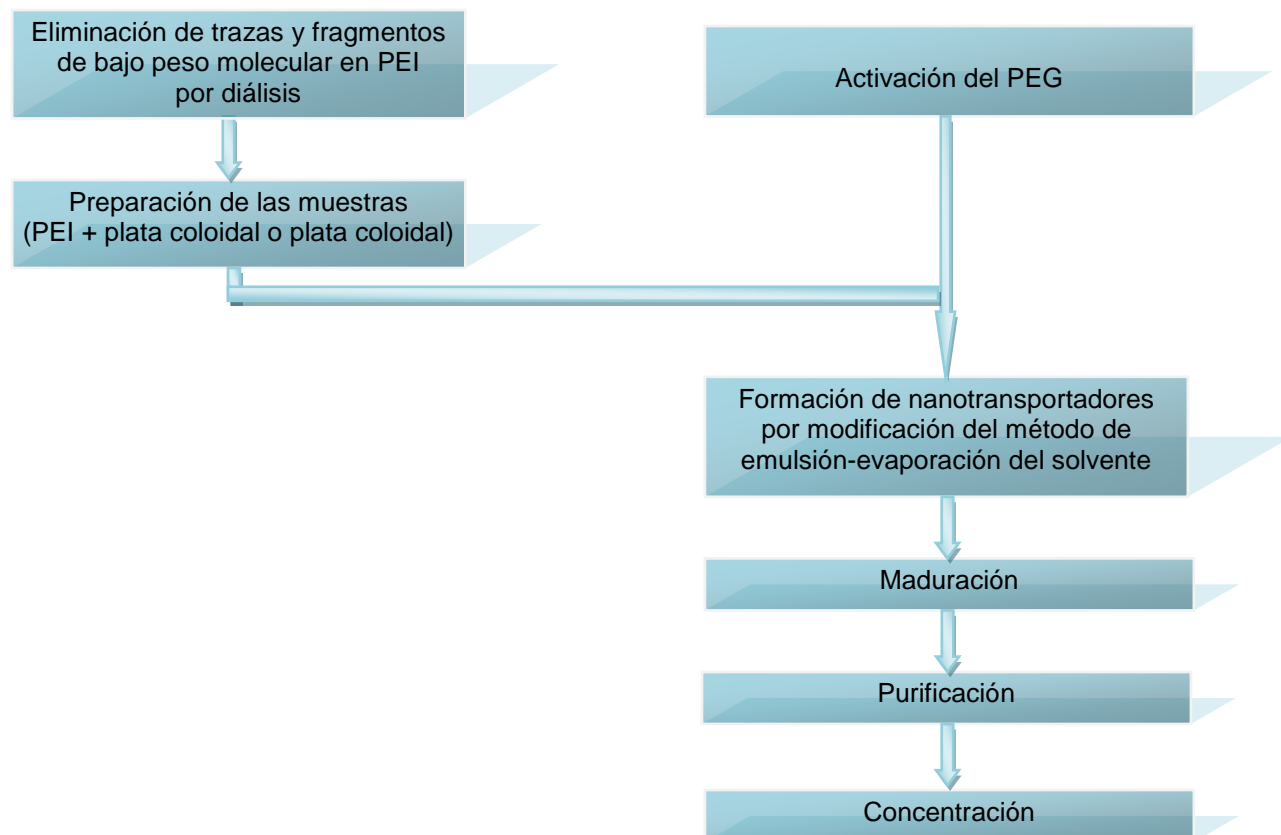 Eliminación de trazas y fragmentos
de bajo peso molecular en PEI
por diálisis
Activación del PEG
Preparación de las muestras
(PEI + plata coloidal o plata coloidal)
Formación de nanotransportadores
por modificación del método de
emulsión-evaporación del solvente
Maduración
Purificación
Concentración